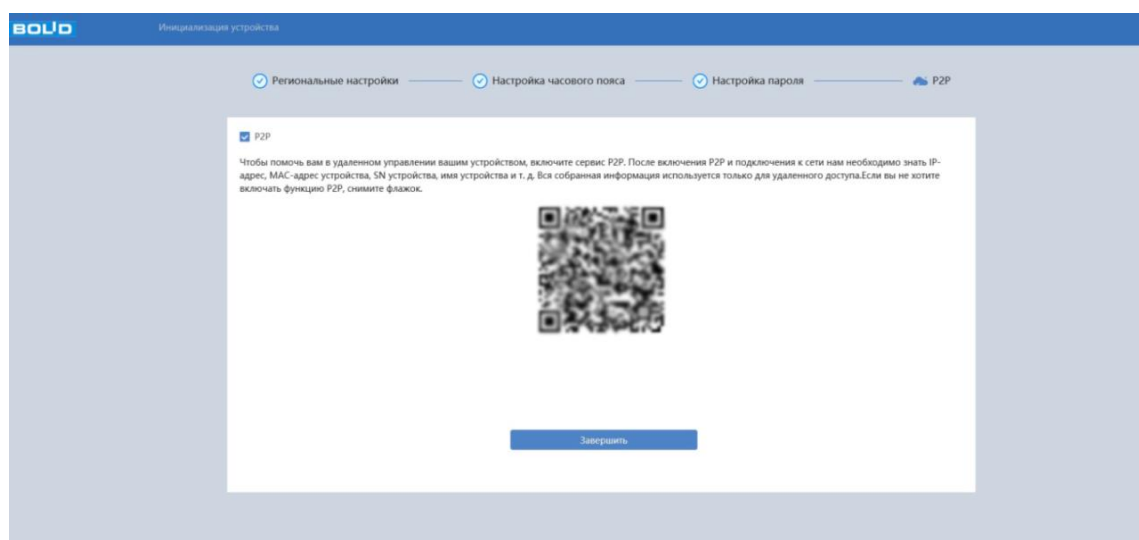 BOLID
Инициализация устройства
Региональные настройки
Настройка часового пояса
Настройка пароля
P2P
P2P
Чтобы помочь вам в удаленном управлении вашим устройством, включите сервис P2P. После включения P2P и подключения к сети нам необходимо знать IP-
адрес, MAC-адрес устройства, SN устройства, имя устройства и т. д. Вся собранная информация используется только для удаленного доступа.Если вы не хотите
включать функцию P2P, снимите флажок.
Завершить